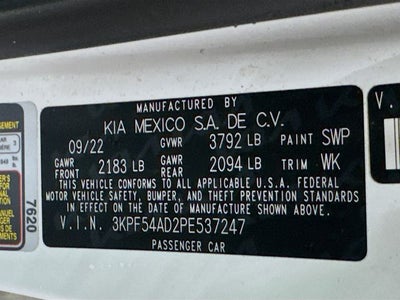 MANUFACTURED BY
KIA MEXICO S.A. DE C.V.
09/22 GVWR 3792 LB PAINT SWP
GAWR FRONT 2183 LB GAWR REAR 2094 LB TRIM WK
THIS VEHICLE CONFORMS TO ALL APPLICABLE U.S.A. FEDERAL
MOTOR VEHICLE SAFETY, BUMPER, AND THEFT PREVENTION STANDARDS
IN EFFECT ON THE DATE OF MANUFACTURE SHOWN ABOVE.
V.I.N. 3KPF54AD2PE537247
PASSENGER CAR
7620
V.